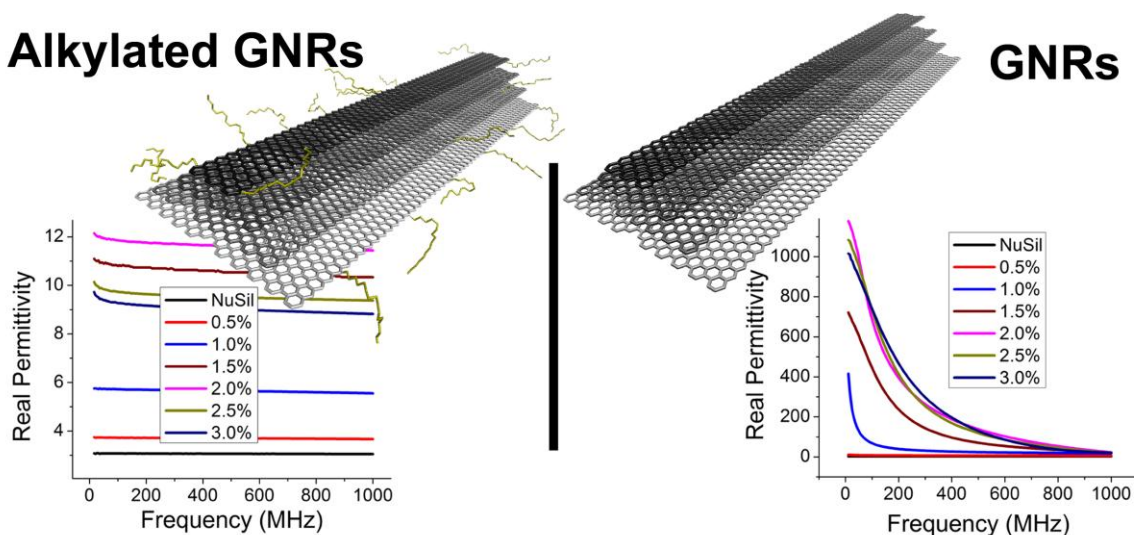 Alkylated GNRs
GNRs
12
10
8
6
4
Real Permittivity
NuSil
0.5%
1.0%
1.5%
2.0%
2.5%
3.0%
0 200 400 600 800 1000
Frequency (MHz)
1000
800
600
400
200
0
Real Permittivity
NuSil
0.5%
1.0%
1.5%
2.0%
2.5%
3.0%
0 200 400 600 800 1000
Frequency (MHz)